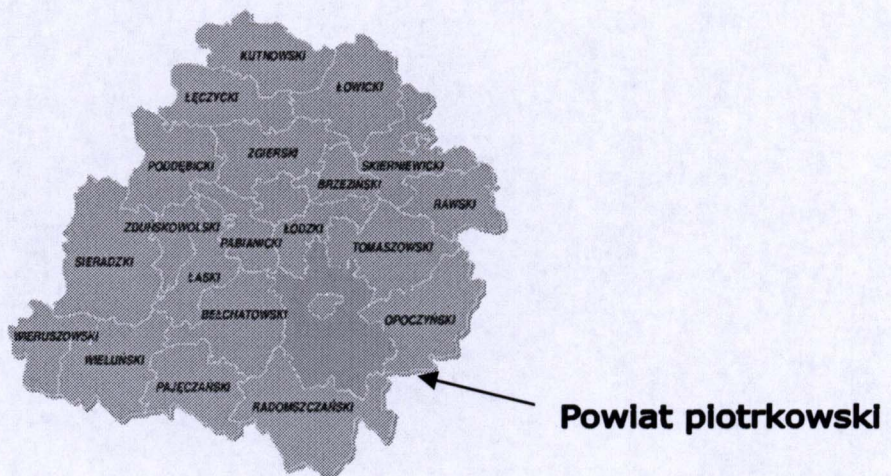 KUTNOWSKI
ŁOWICKI
ŁĘCZYCKI
ZGIERSKI
PODDĘBICKI
SKIERNIEWICKI
BRZEZIŃSKI
RAWSKI
ZDUŃSKOWOLSKI
ŁÓDZKI
PABIANICKI
TOMASZOWSKI
SIERADZKI
ŁASKI
BEŁCHATOWSKI
OPOCZYŃSKI
WIERUSZOWSKI
WIELUŃSKI
PAJĘCZAŃSKI
RADOMSZCZAŃSKI
Powiat piotrkowski